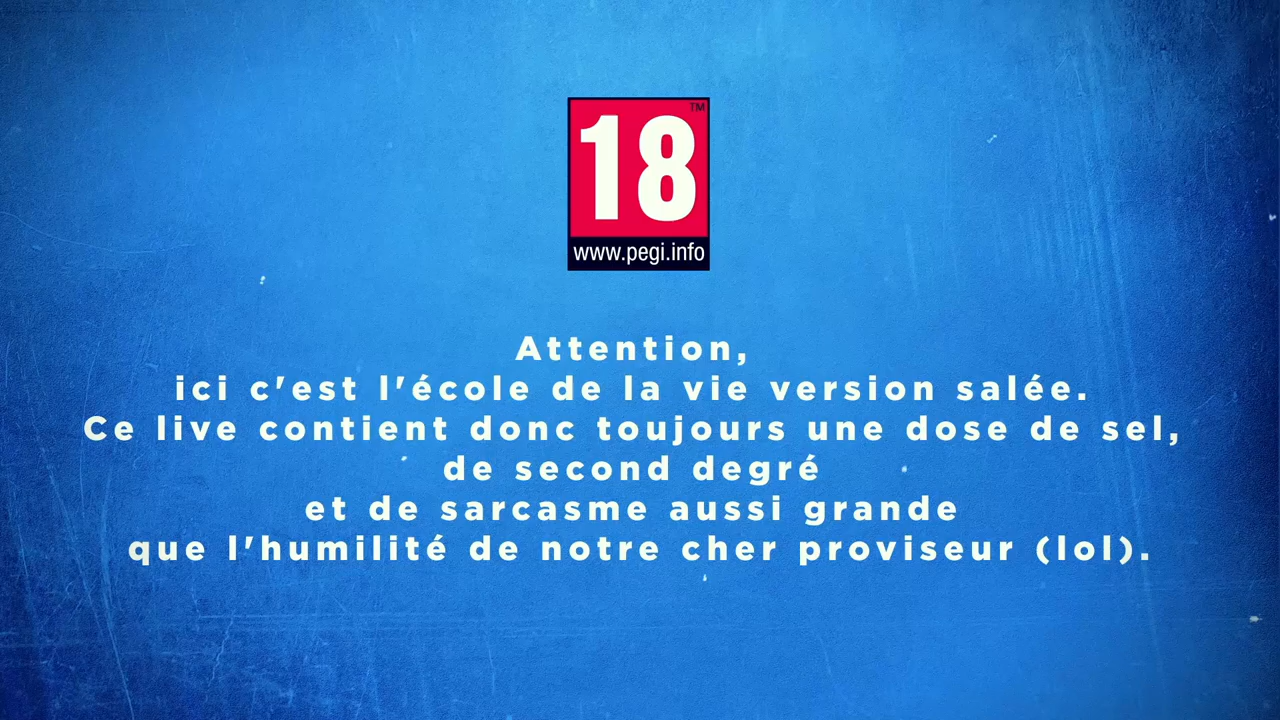 TM
18
www.pegi.info
Attention,
ici c'est l'école de la vie version salée.
Ce live contient donc toujours une dose de sel,
de second degré
et de sarcasme aussi grande
que l'humilité de notre cher proviseur (lol).